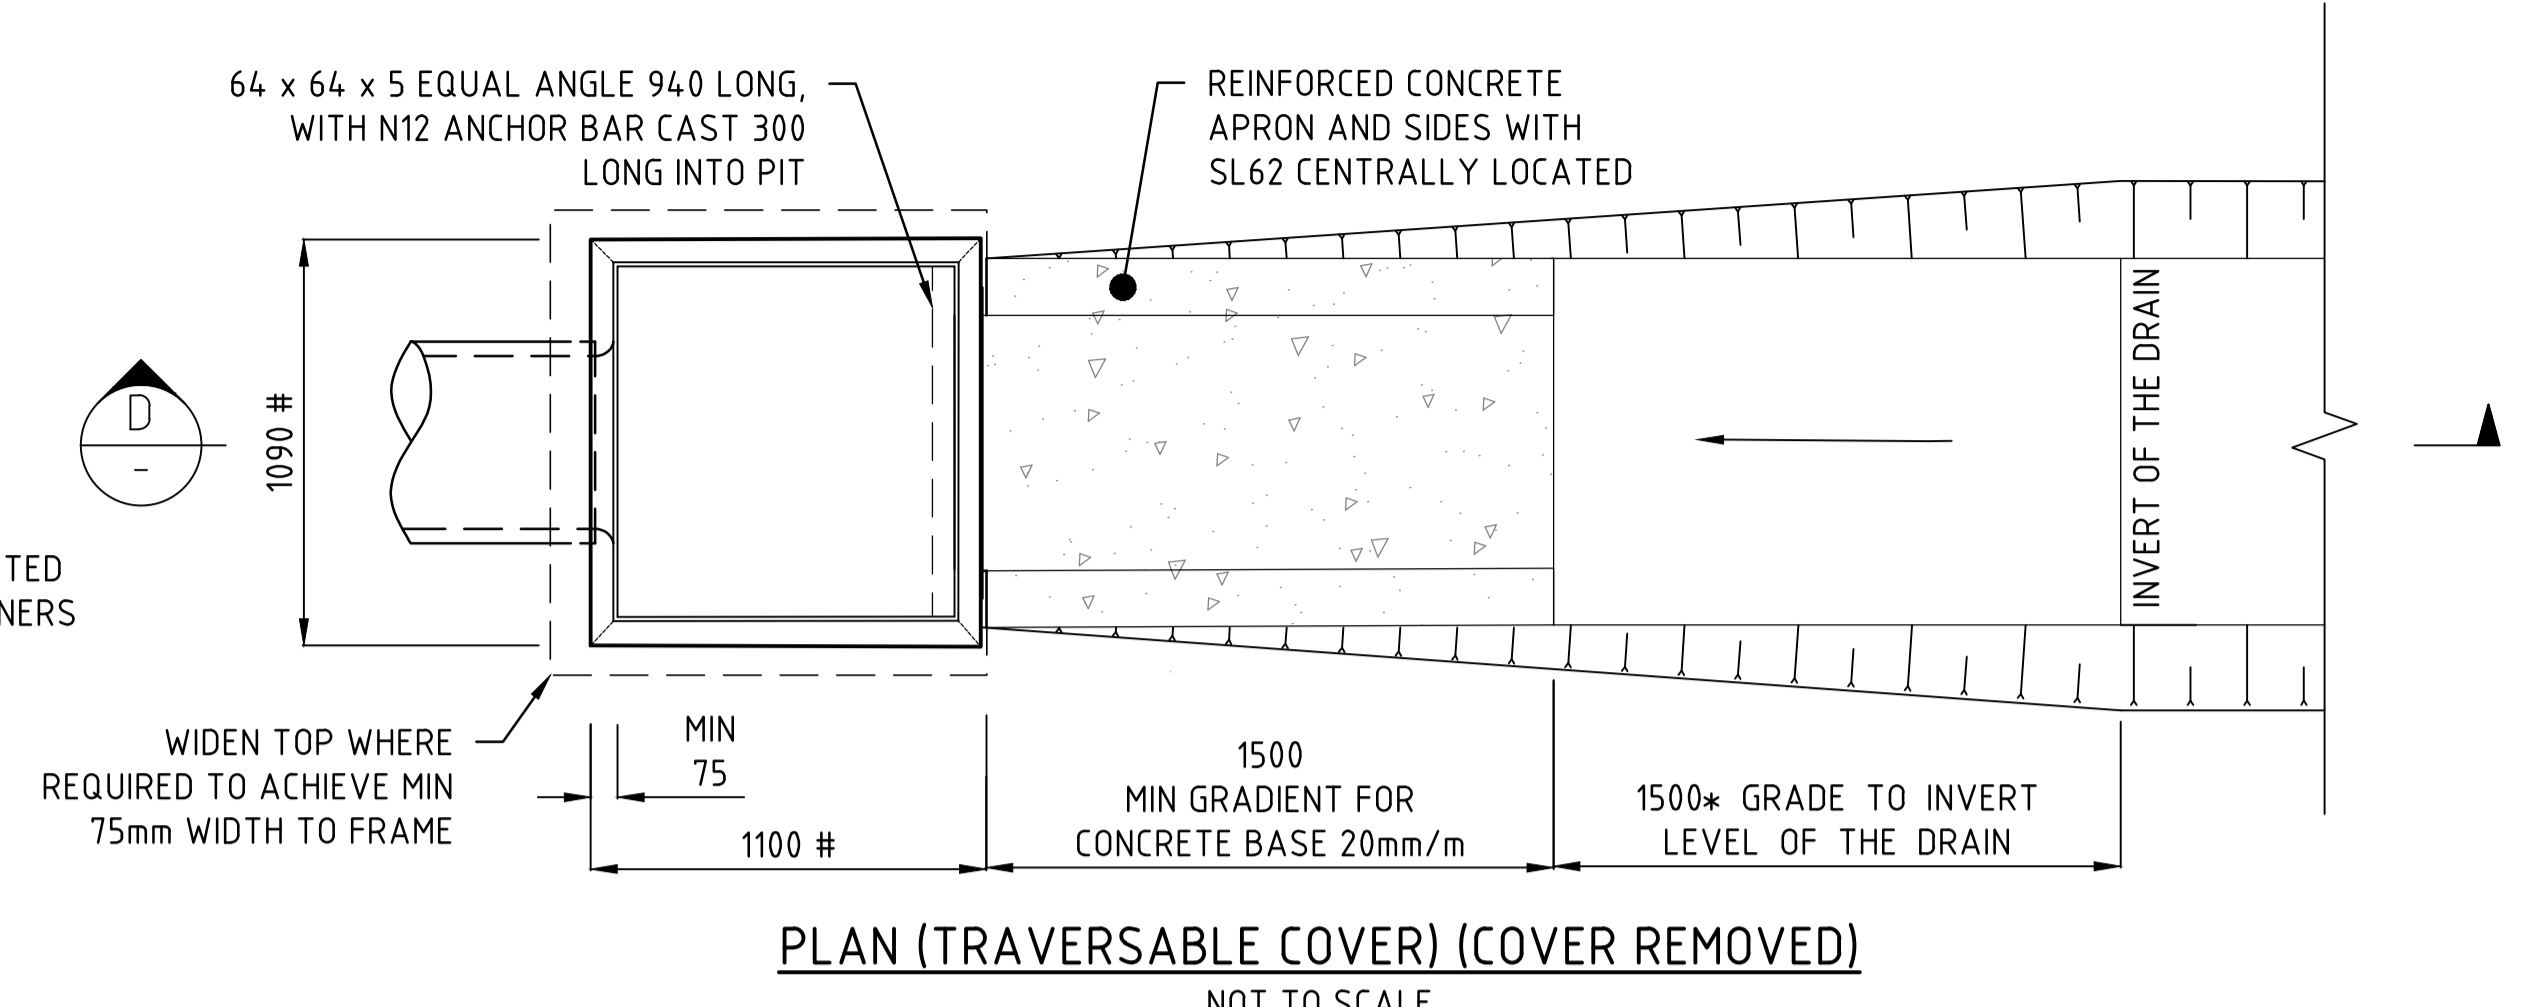 64 x 64 x 5 EQUAL ANGLE 940 LONG,
WITH N12 ANCHOR BAR CAST 300
LONG INTO PIT
REINFORCED CONCRETE
APRON AND SIDES WITH
SL62 CENTRALLY LOCATED
D
-
1090 #
INVERT OF THE DRAIN
TED
NERS
WIDEN TOP WHERE
REQUIRED TO ACHIEVE MIN
75mm WIDTH TO FRAME
MIN
75
1100 #
1500
MIN GRADIENT FOR
CONCRETE BASE 20mm/m
1500* GRADE TO INVERT
LEVEL OF THE DRAIN
PLAN (TRAVERSABLE COVER) (COVER REMOVED)
NOT TO SCALE